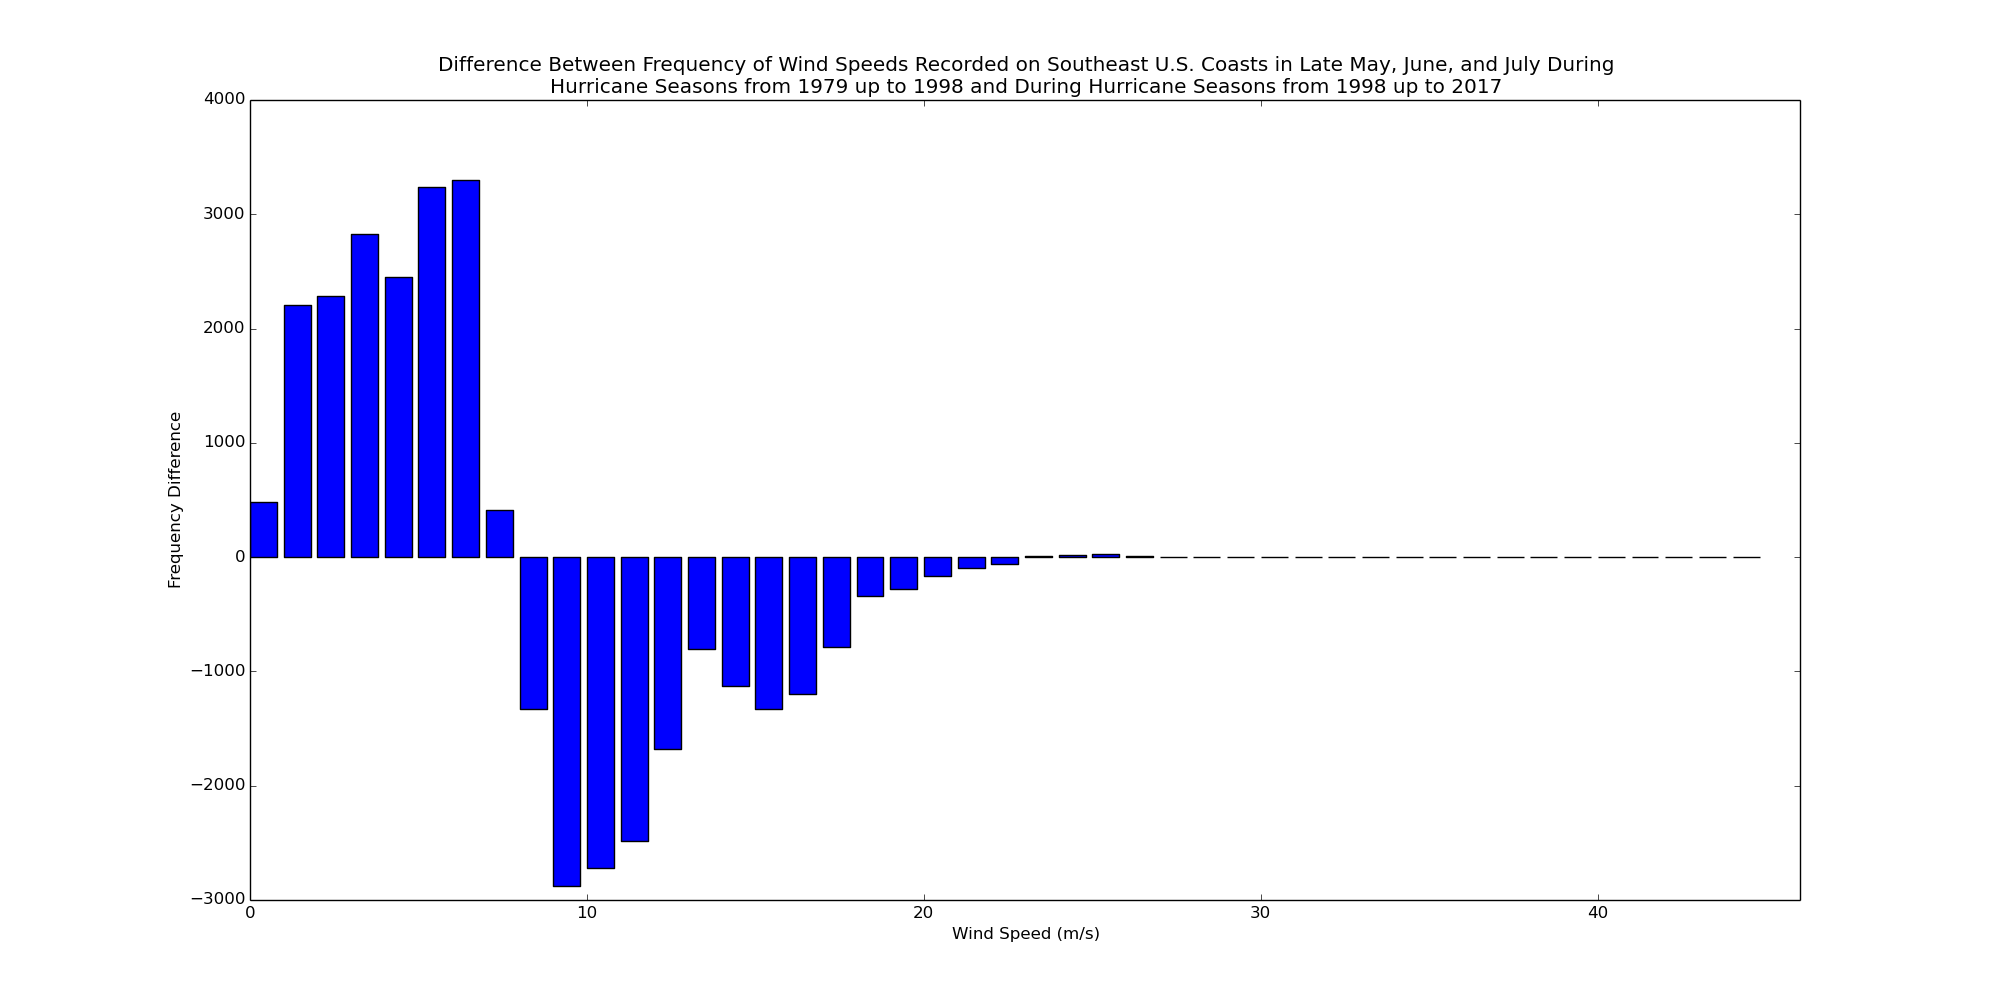 Difference Between Frequency of Wind Speeds Recorded on Southeast U.S. Coasts in Late May, June, and July During
Hurricane Seasons from 1979 up to 1998 and During Hurricane Seasons from 1998 up to 2017
4000
3000
2000
1000
0
−1000
−2000
−3000
Frequency Difference
0 10 20 30 40
Wind Speed (m/s)